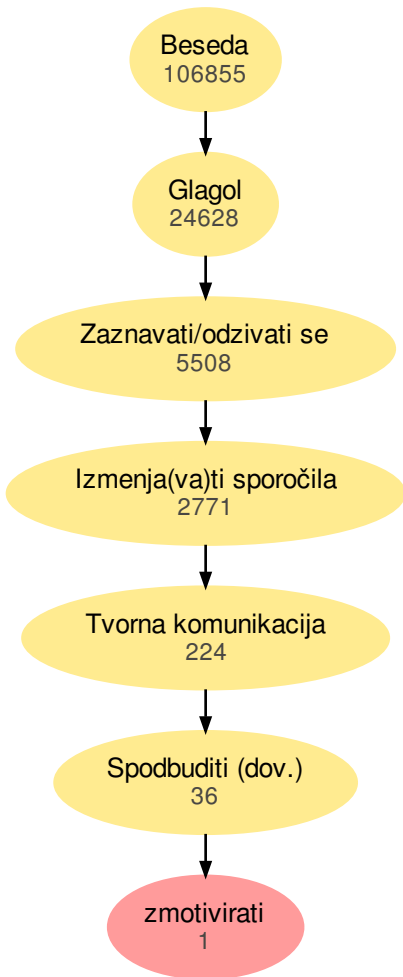 Beseda
106855
Glagol
24628
Zaznavati/odzivati se
5508
Izmenja(va)ti sporočila
2771
Tvorna komunikacija
224
Spodbuditi (dov.)
36
zmotivirati
1